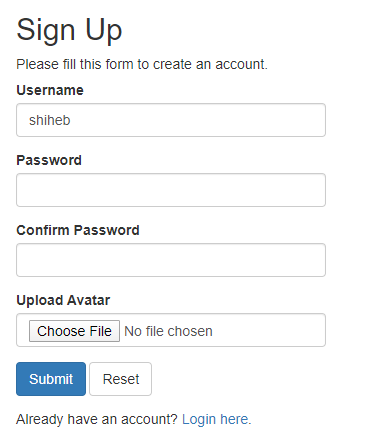 Sign Up
Please fill this form to create an account.
Username
shiheb
Password
Confirm Password
Upload Avatar
Choose File No file chosen
Submit Reset
Already have an account? Login here.